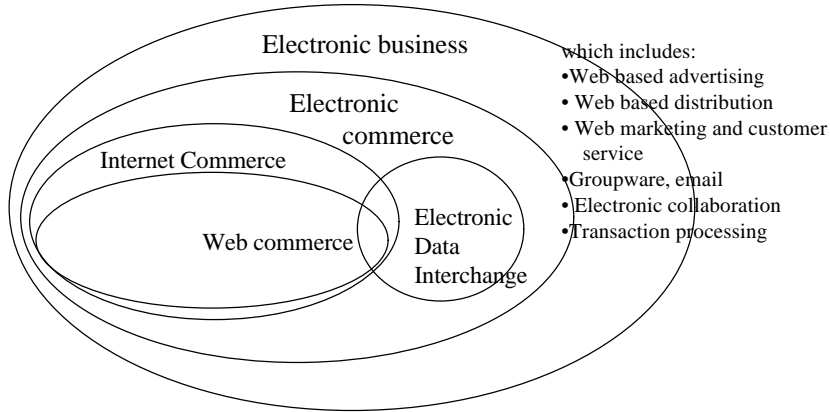 Electronic business
which includes:
•Web based advertising
• Web based distribution
• Web marketing and customer
service
•Groupware, email
• Electronic collaboration
•Transaction processing
Electronic
commerce
Internet Commerce
Web commerce
Electronic
Data
Interchange